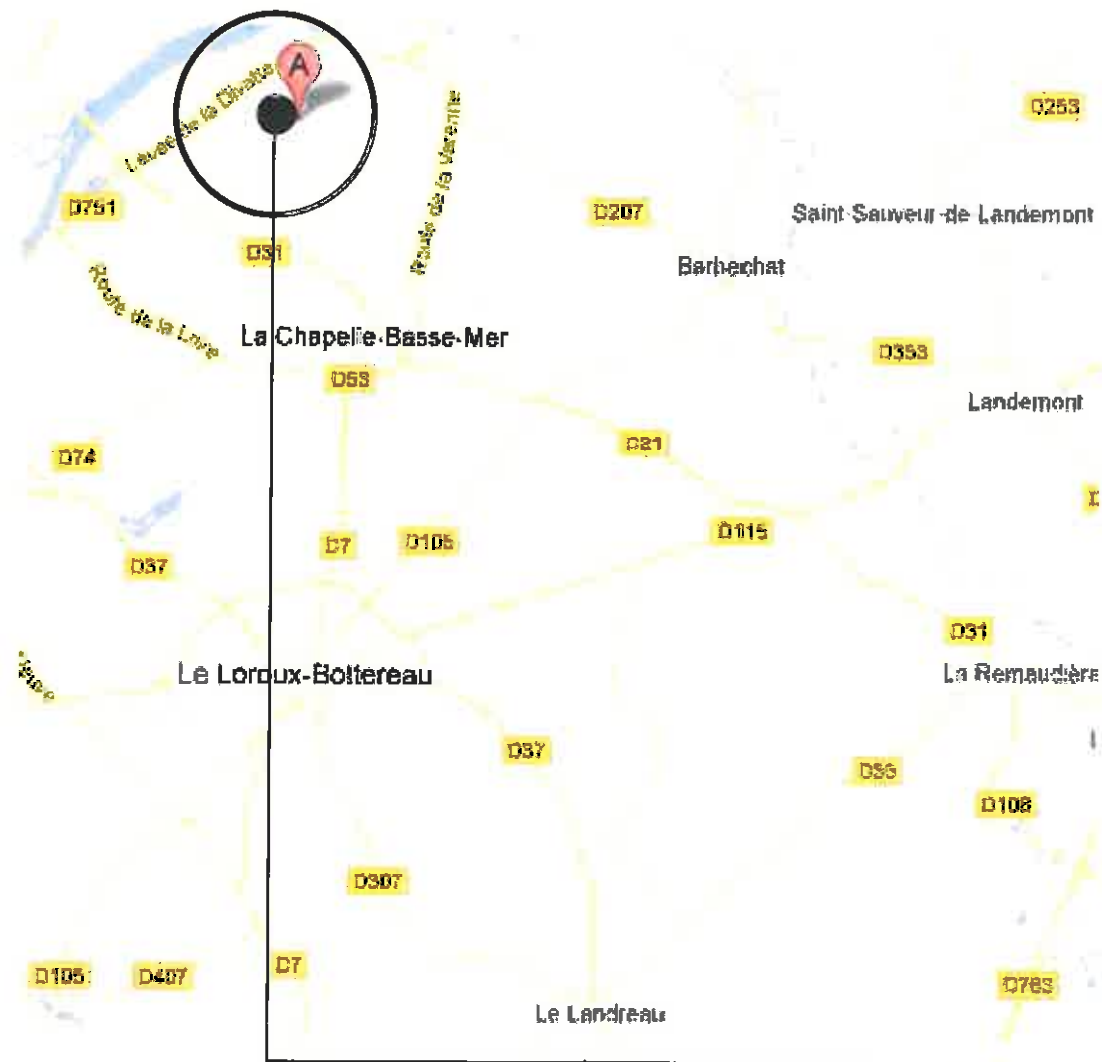 A
Levée de la Divatte
D253
D751
Route de la Varenne
D207
Saint-Sauveur-de-Landemont
D31
Barbechat
Route de la Loire
La Chapelle-Basse-Mer
D353
D53
Landemont
D74
D21
D7
D105
D115
D37
D31
Le Loroux-Bottereau
La Remaudière
D37
D55
D108
D307
D105
D407
D7
D763
Le Landreau